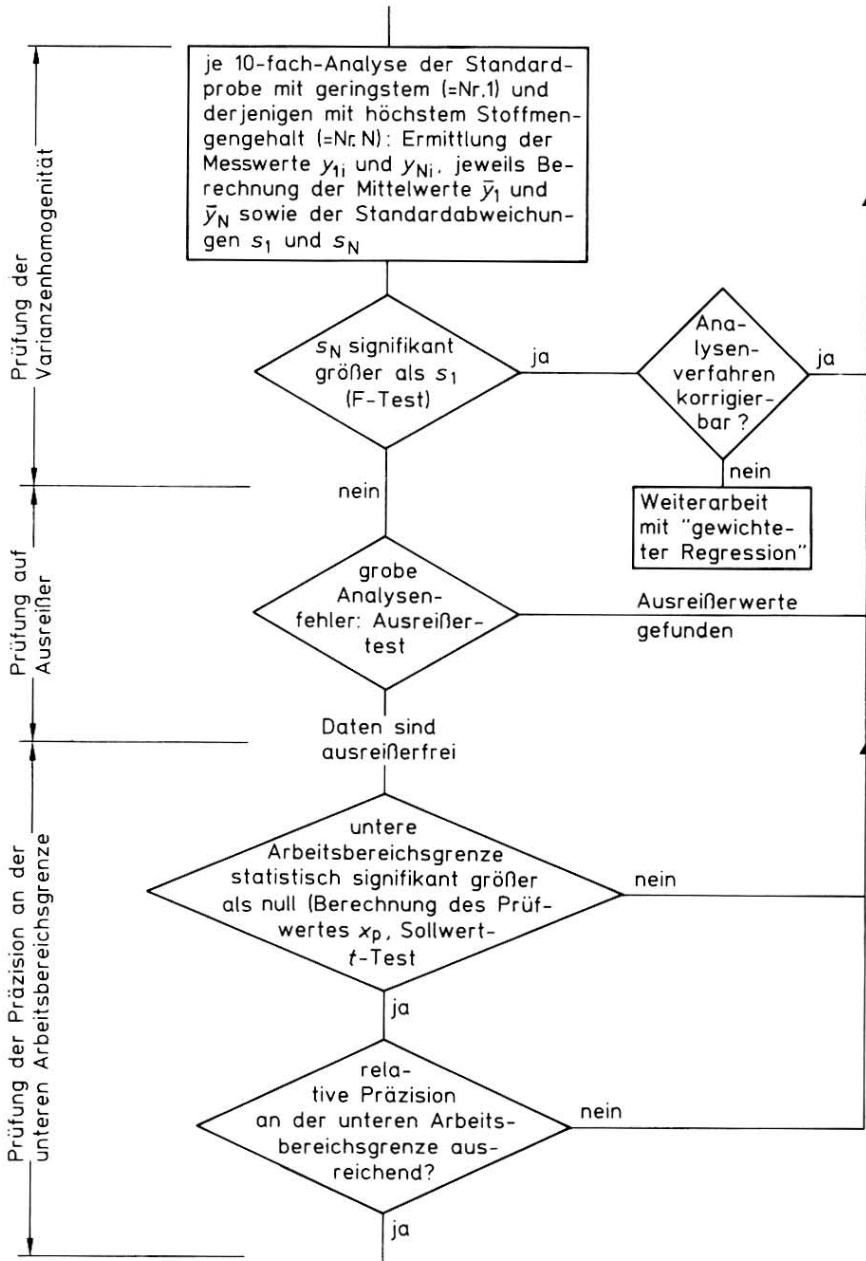 je 10-fach-Analyse der Standard-
probe mit geringstem (=Nr.1) und
derjenigen mit höchstem Stoffmen-
gengehalt (=Nr. N): Ermittlung der
Messwerte y1i und yNi, jeweils Be-
rechnung der Mittelwerte ȳ1 und
ȳN sowie der Standardabweichun-
gen s1 und sN
Prüfung der
Varianzenhomogenität
sN signifikant
größer als s1
(F-Test)
ja
Ana-
lysen-
verfahren
korrigier-
bar ?
ja
nein
nein
Weiterarbeit
mit "gewichte-
ter Regression"
Prüfung auf
Ausreißer
grobe
Analysen-
fehler: Ausreißer-
test
Ausreißerwerte
gefunden
Daten sind
ausreißerfrei
Prüfung der Präzision an der
unteren Arbeitsbereichsgrenze
untere
Arbeitsbereichsgrenze
statistisch signifikant größer
als null (Berechnung des Prüf-
wertes xp, Sollwert-
t-Test
nein
ja
rela-
tive Präzision
an der unteren Arbeits-
bereichsgrenze aus-
reichend?
nein
ja